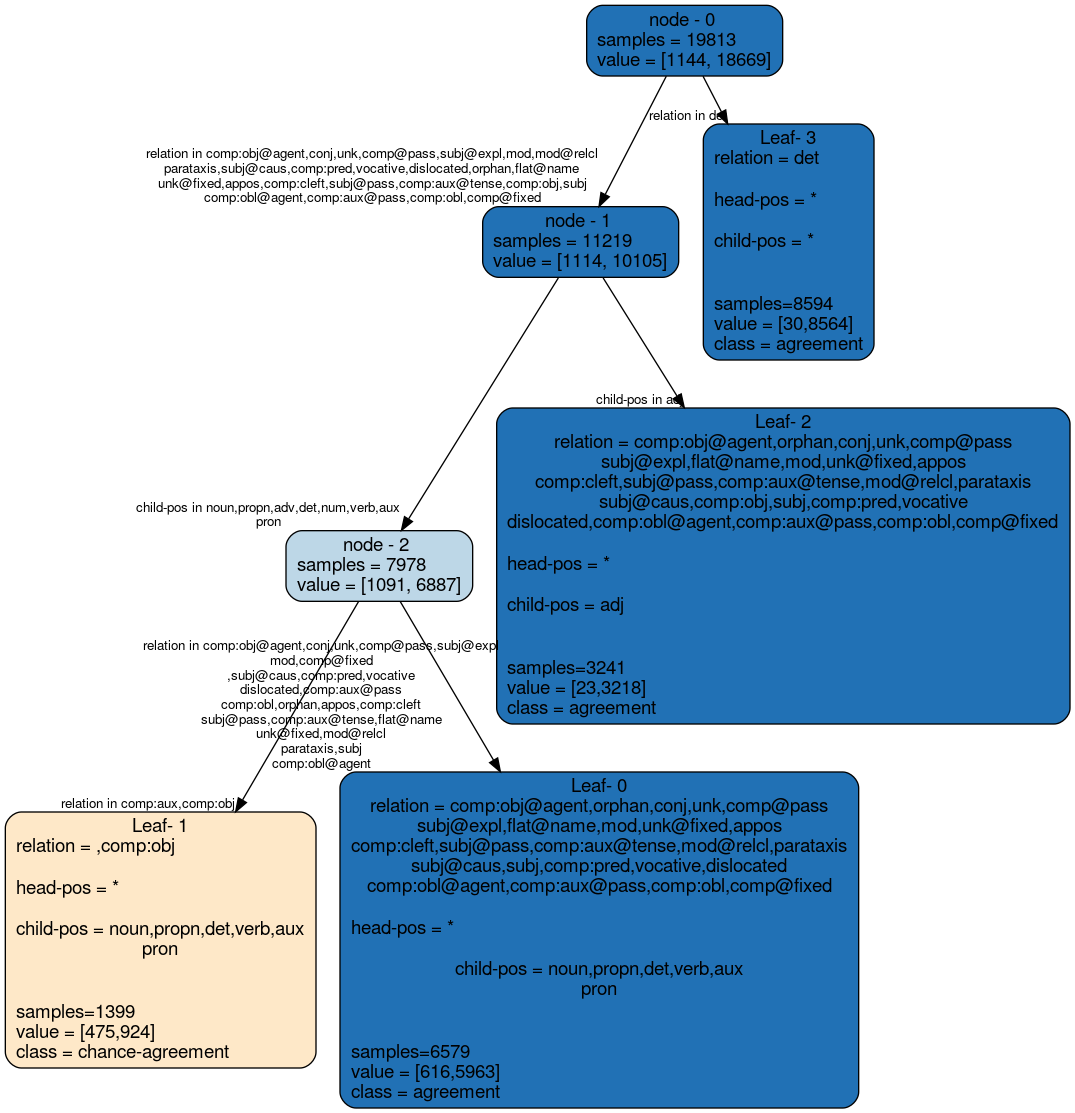 node - 0
samples = 19813
value = [1144, 18669]
relation in de
Leaf- 3
relation = det
head-pos = *
child-pos = *
samples=8594
value = [30,8564]
class = agreement
relation in comp:obj@agent,conj,unk,comp@pass,subj@expl,mod,mod@relcl
parataxis,subj@caus,comp:pred,vocative,dislocated,orphan,flat@name
unk@fixed,appos,comp:cleft,subj@pass,comp:aux@tense,comp:obj,subj
comp:obl@agent,comp:aux@pass,comp:obl,comp@fixed
node - 1
samples = 11219
value = [1114, 10105]
child-pos in
Leaf- 2
relation = comp:obj@agent,orphan,conj,unk,comp@pass
subj@expl,flat@name,mod,unk@fixed,appos
comp:cleft,subj@pass,comp:aux@tense,mod@relcl,parataxis
subj@caus,comp:obj,subj,comp:pred,vocative
dislocated,comp:obl@agent,comp:aux@pass,comp:obl,comp@fixed
head-pos = *
child-pos = adj
samples=3241
value = [23,3218]
class = agreement
child-pos in noun,propn,adv,det,num,verb,aux
pron
node - 2
samples = 7978
value = [1091, 6887]
relation in comp:obj@agent,conj,unk,comp@pass,subj@expl
mod,comp@fixed
,subj@caus,comp:pred,vocative
dislocated,comp:aux@pass
comp:obl,orphan,appos,comp:cleft
subj@pass,comp:aux@tense,flat@name
unk@fixed,mod@relcl
parataxis,subj
comp:obl@agent
relation in comp:aux,comp:obj
Leaf- 1
relation = ,comp:obj
head-pos = *
child-pos = noun,propn,det,verb,aux
pron
samples=1399
value = [475,924]
class = chance-agreement
Leaf- 0
relation = comp:obj@agent,orphan,conj,unk,comp@pass
subj@expl,flat@name,mod,unk@fixed,appos
comp:cleft,subj@pass,comp:aux@tense,mod@relcl,parataxis
subj@caus,subj,comp:pred,vocative,dislocated
comp:obl@agent,comp:aux@pass,comp:obl,comp@fixed
head-pos = *
child-pos = noun,propn,det,verb,aux
pron
samples=6579
value = [616,5963]
class = agreement